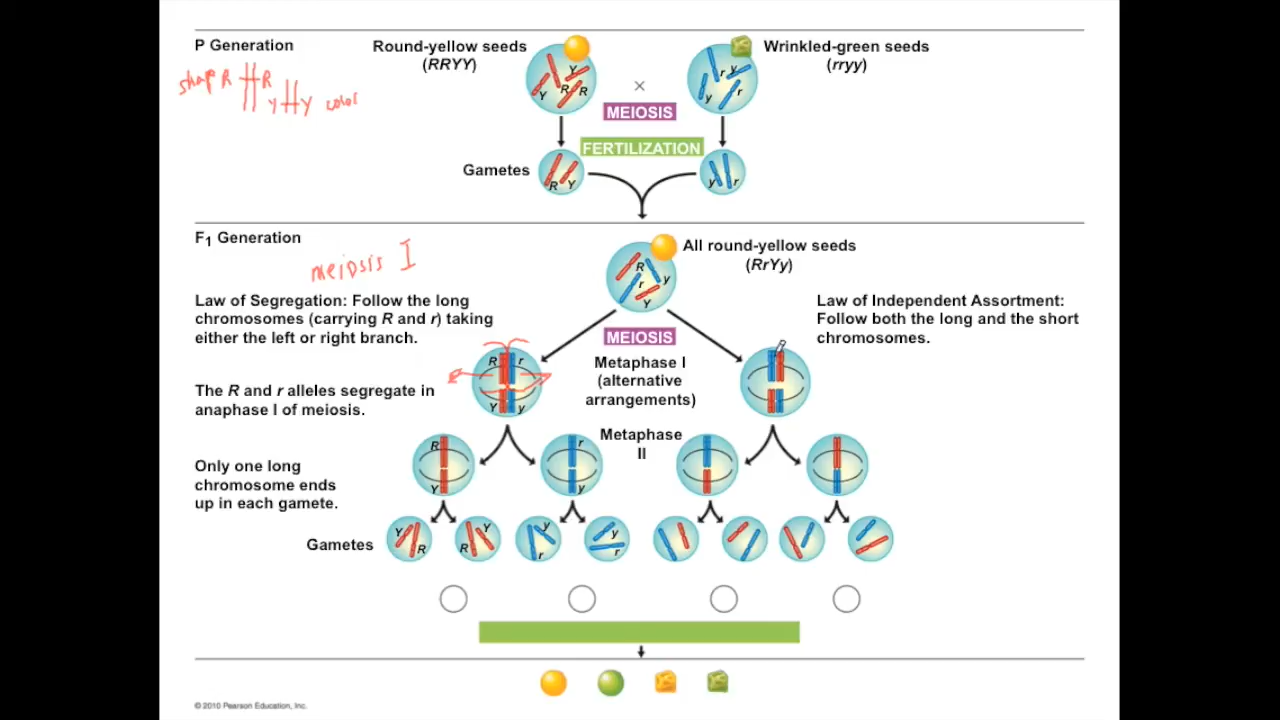 P Generation
Round-yellow seeds
(RRYY)
Wrinkled-green seeds
(rryy)
shape R R
Y Y color
Y
Y
R
R
r
y
y
r
×
MEIOSIS
FERTILIZATION
Gametes
R
Y
y
r
F1 Generation
meiosis I
All round-yellow seeds
(RrYy)
R
r
y
Y
Law of Segregation: Follow the long
chromosomes (carrying R and r) taking
either the left or right branch.
The R and r alleles segregate in
anaphase I of meiosis.
Only one long
chromosome ends
up in each gamete.
MEIOSIS
Metaphase I
(alternative
arrangements)
Metaphase
II
Law of Independent Assortment:
Follow both the long and the short
chromosomes.
R r
Y y
R
Y
r
y
Gametes
Y
R
Y
R
y
r
y
r
© 2010 Pearson Education, Inc.